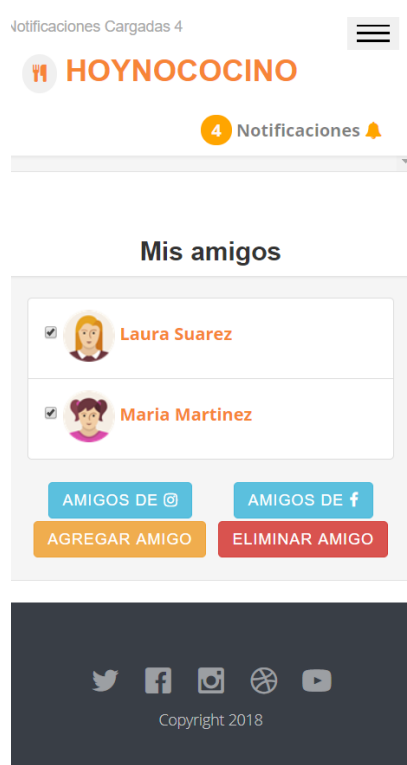 Notificaciones Cargadas 4
HOYNOCOCINO
4 Notificaciones
Mis amigos
Laura Suarez
Maria Martinez
AMIGOS DE
AMIGOS DE
AGREGAR AMIGO
ELIMINAR AMIGO
Copyright 2018